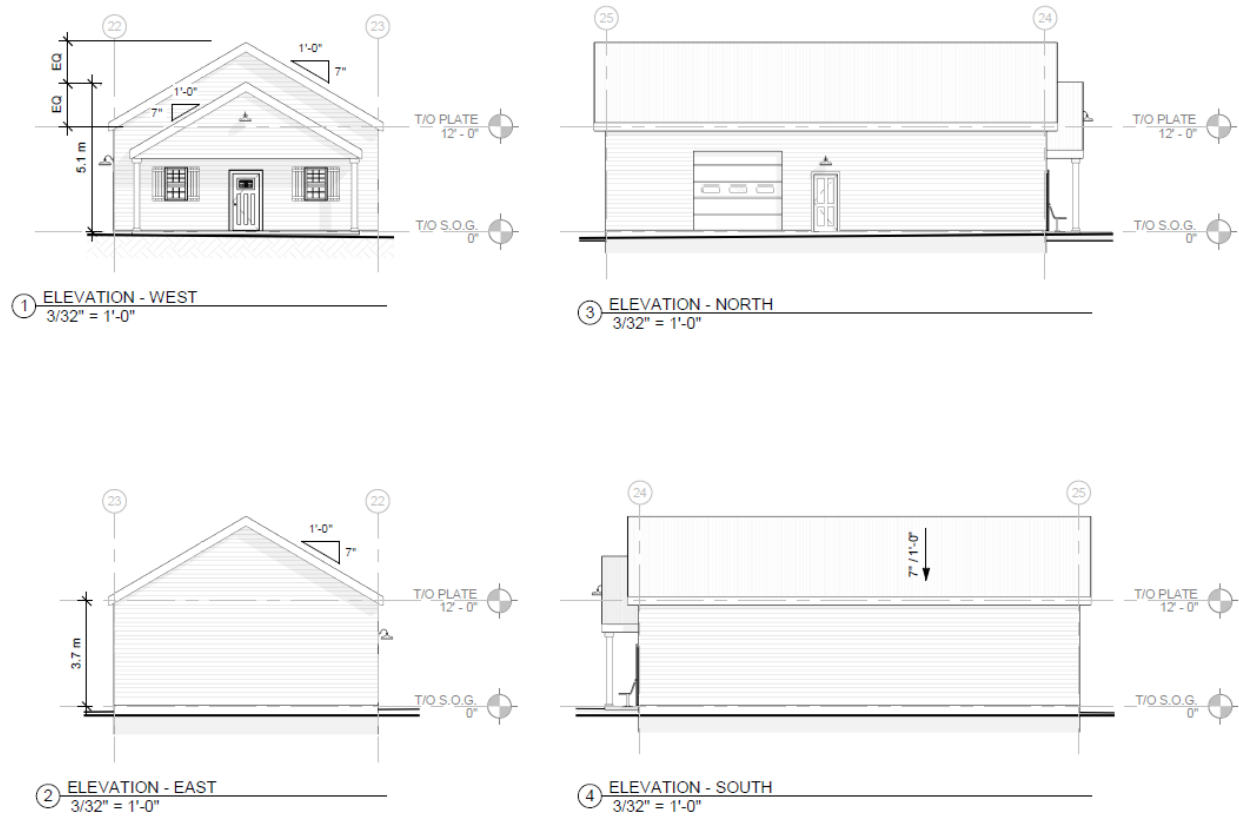 22
23
EQ
EQ
5.1 m
1'-0"
7"
1'-0"
7"
T/O PLATE
12' - 0"
T/O S.O.G.
0"
1
ELEVATION - WEST
3/32" = 1'-0"
25
24
T/O PLATE
12' - 0"
T/O S.O.G.
0"
3
ELEVATION - NORTH
3/32" = 1'-0"
23
22
1'-0"
7"
3.7 m
T/O PLATE
12' - 0"
T/O S.O.G.
0"
2
ELEVATION - EAST
3/32" = 1'-0"
24
25
7" / 1'-0"
T/O PLATE
12' - 0"
T/O S.O.G.
0"
4
ELEVATION - SOUTH
3/32" = 1'-0"